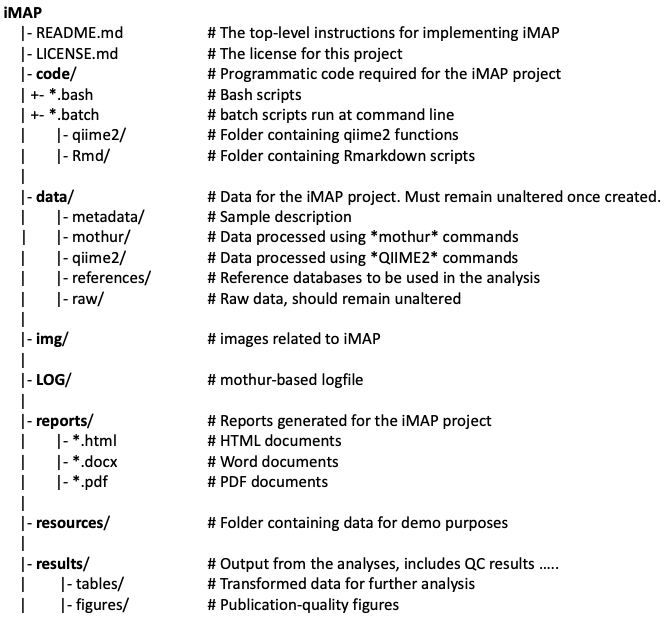 iMAP
|- README.md # The top-level instructions for implementing iMAP
|- LICENSE.md # The license for this project
|- code/ # Programmatic code required for the iMAP project
| +- *.bash # Bash scripts
| +- *.batch # batch scripts run at command line
| |- qiime2/ # Folder containing qiime2 functions
| |- Rmd/ # Folder containing Rmarkdown scripts
|
|- data/ # Data for the iMAP project. Must remain unaltered once created.
| |- metadata/ # Sample description
| |- mothur/ # Data processed using *mothur* commands
| |- qiime2/ # Data processed using *QIIME2* commands
| |- references/ # Reference databases to be used in the analysis
| |- raw/ # Raw data, should remain unaltered
|
|- img/ # images related to iMAP
|
|- LOG/ # mothur-based logfile
|
|- reports/ # Reports generated for the iMAP project
| |- *.html # HTML documents
| |- *.docx # Word documents
| |- *.pdf # PDF documents
|
|- resources/ # Folder containing data for demo purposes
|
|- results/ # Output from the analyses, includes QC results .....
| |- tables/ # Transformed data for further analysis
| |- figures/ # Publication-quality figures